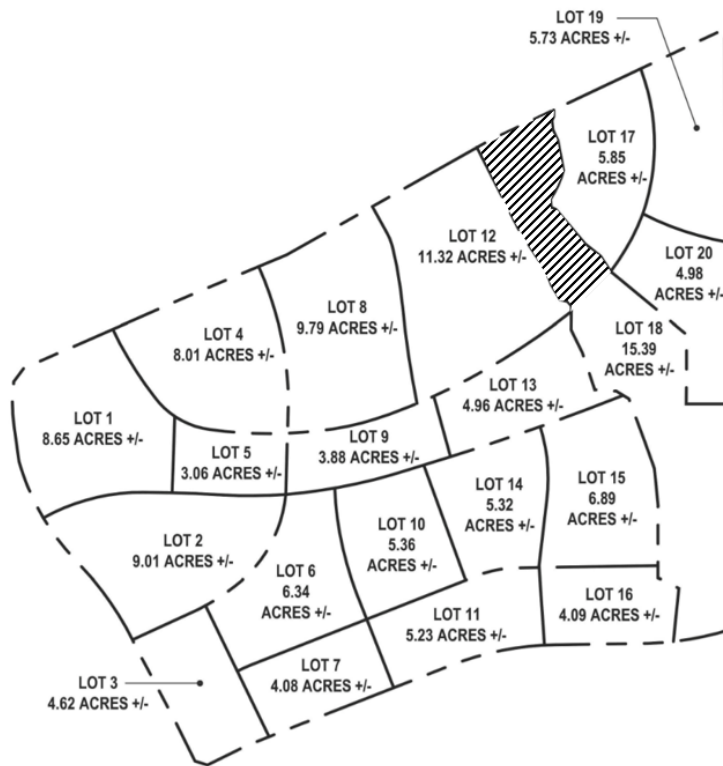 LOT 19
5.73 ACRES +/-
LOT 17
5.85
ACRES +/-
LOT 12
11.32 ACRES +/-
LOT 20
4.98
ACRES +/-
LOT 8
9.79 ACRES +/-
LOT 4
8.01 ACRES +/-
LOT 18
15.39
ACRES +/-
LOT 13
4.96 ACRES +/-
LOT 1
8.65 ACRES +/-
LOT 5
3.06 ACRES +/-
LOT 9
3.88 ACRES +/-
LOT 14
5.32
ACRES +/-
LOT 15
6.89
ACRES +/-
LOT 2
9.01 ACRES +/-
LOT 10
5.36
ACRES +/-
LOT 6
6.34
ACRES +/-
LOT 11
5.23 ACRES +/-
LOT 16
4.09 ACRES +/-
LOT 7
4.08 ACRES +/-
LOT 3
4.62 ACRES +/-